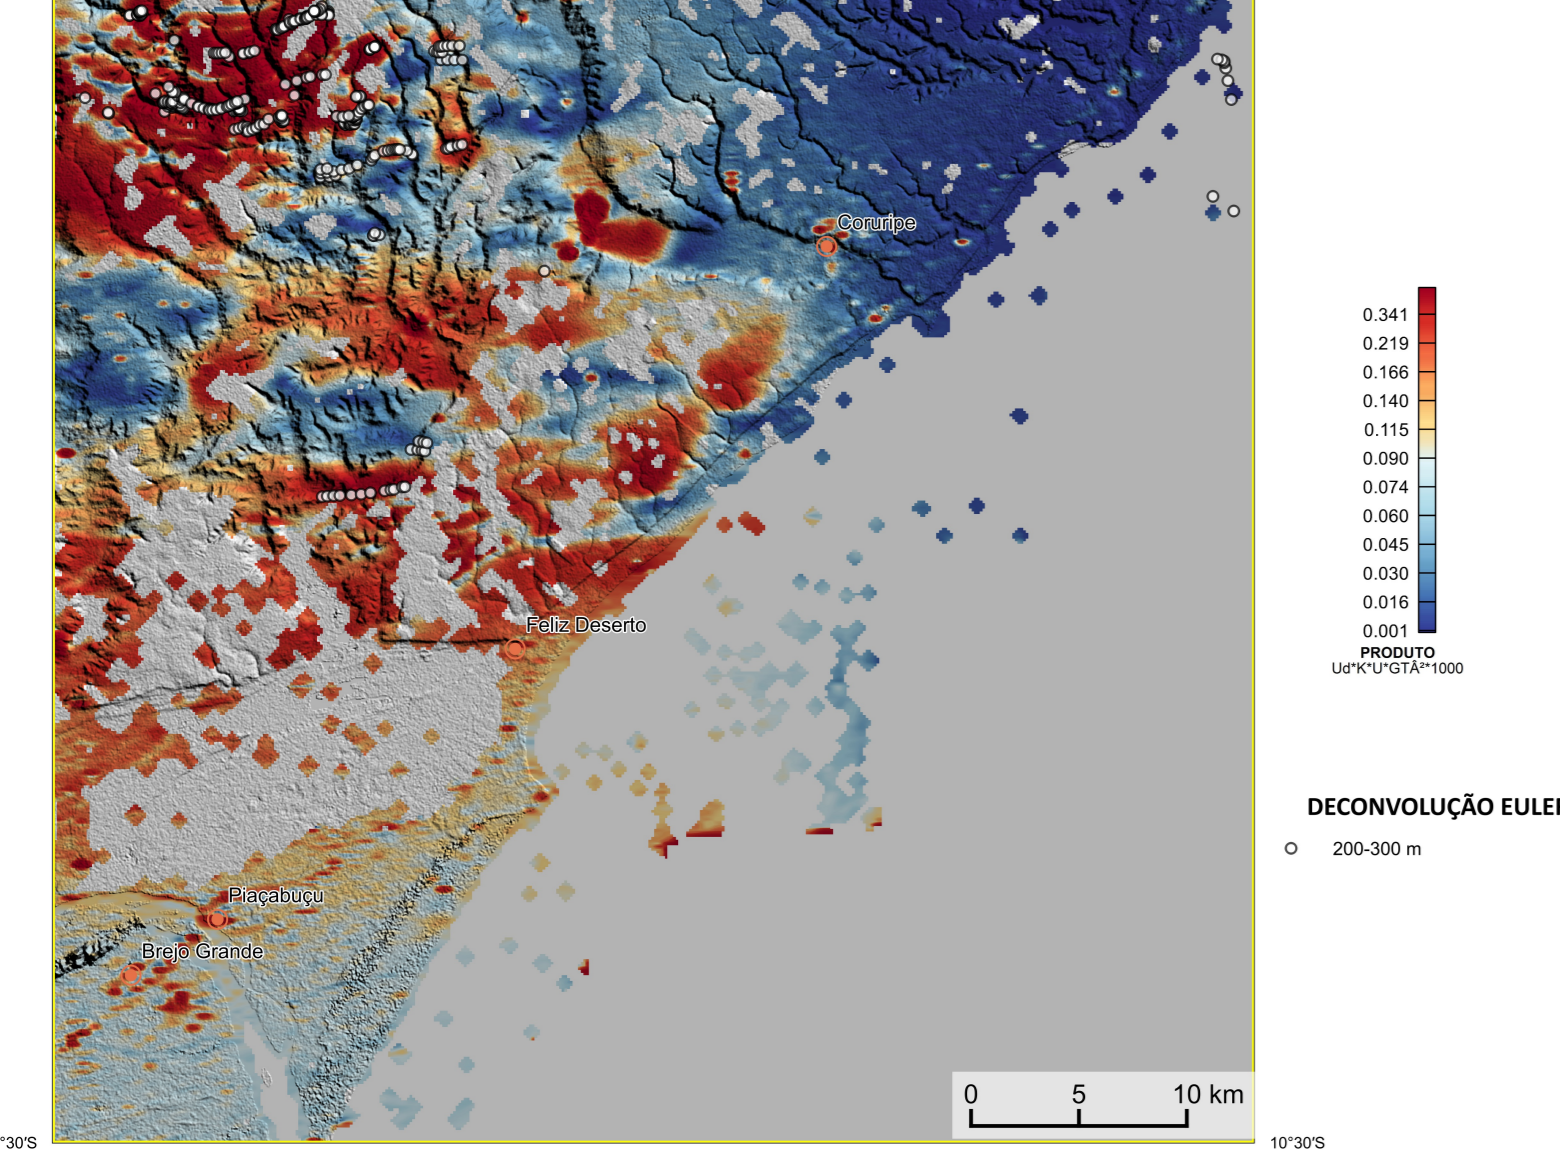 Coruripe
0.341
0.219
0.166
0.140
0.115
0.090
0.074
0.060
0.045
0.030
0.016
0.001
PRODUTO
Ud*K*U*GTÂ²*1000
Feliz Deserto
DECONVOLUÇÃO EULER
200-300 m
Piaçabuçu
Brejo Grande
0 5 10 km
°30'S
10°30'S